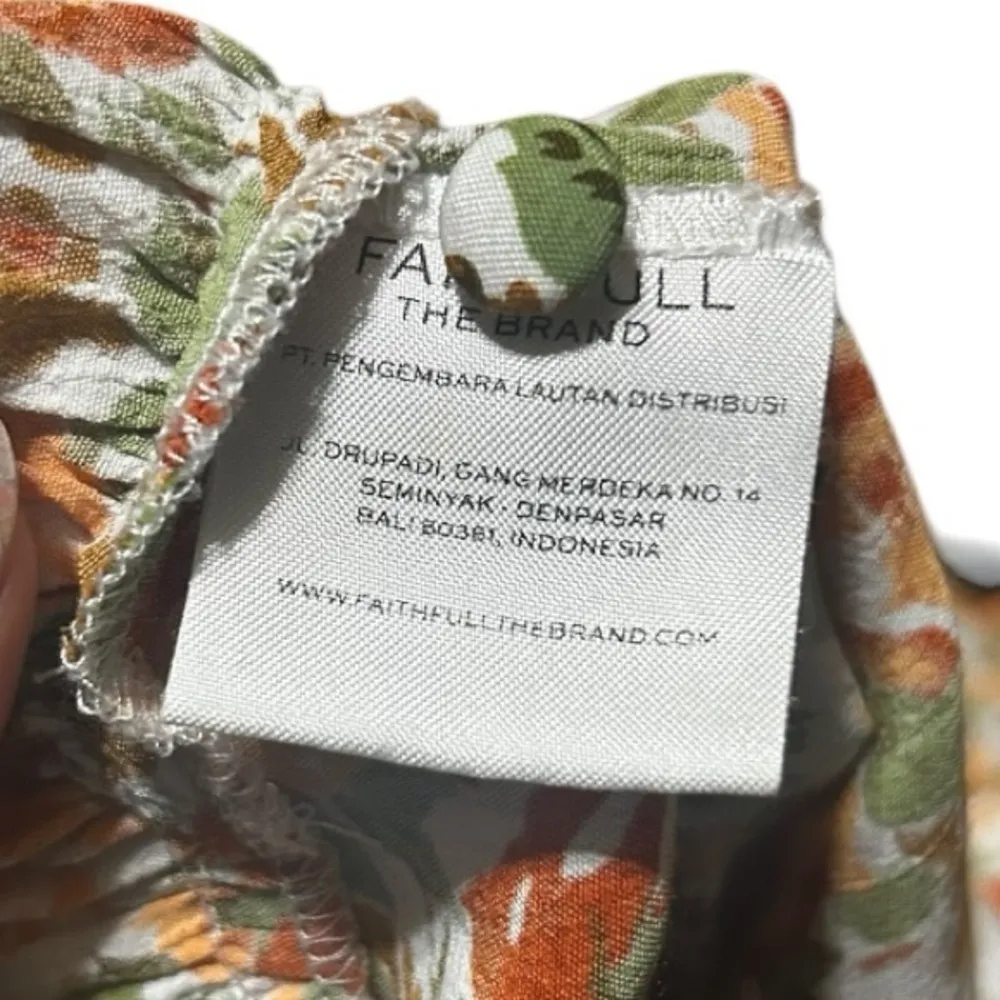 FAITHFULL
THE BRAND
PT. PENGEMBARA LAUTAN DISTRIBUSI
JL. DRUPADI, GANG MERDEKA NO. 14
SEMINYAK - DENPASAR
BALI 80361, INDONESIA
WWW.FAITHFULLTHEBRAND.COM